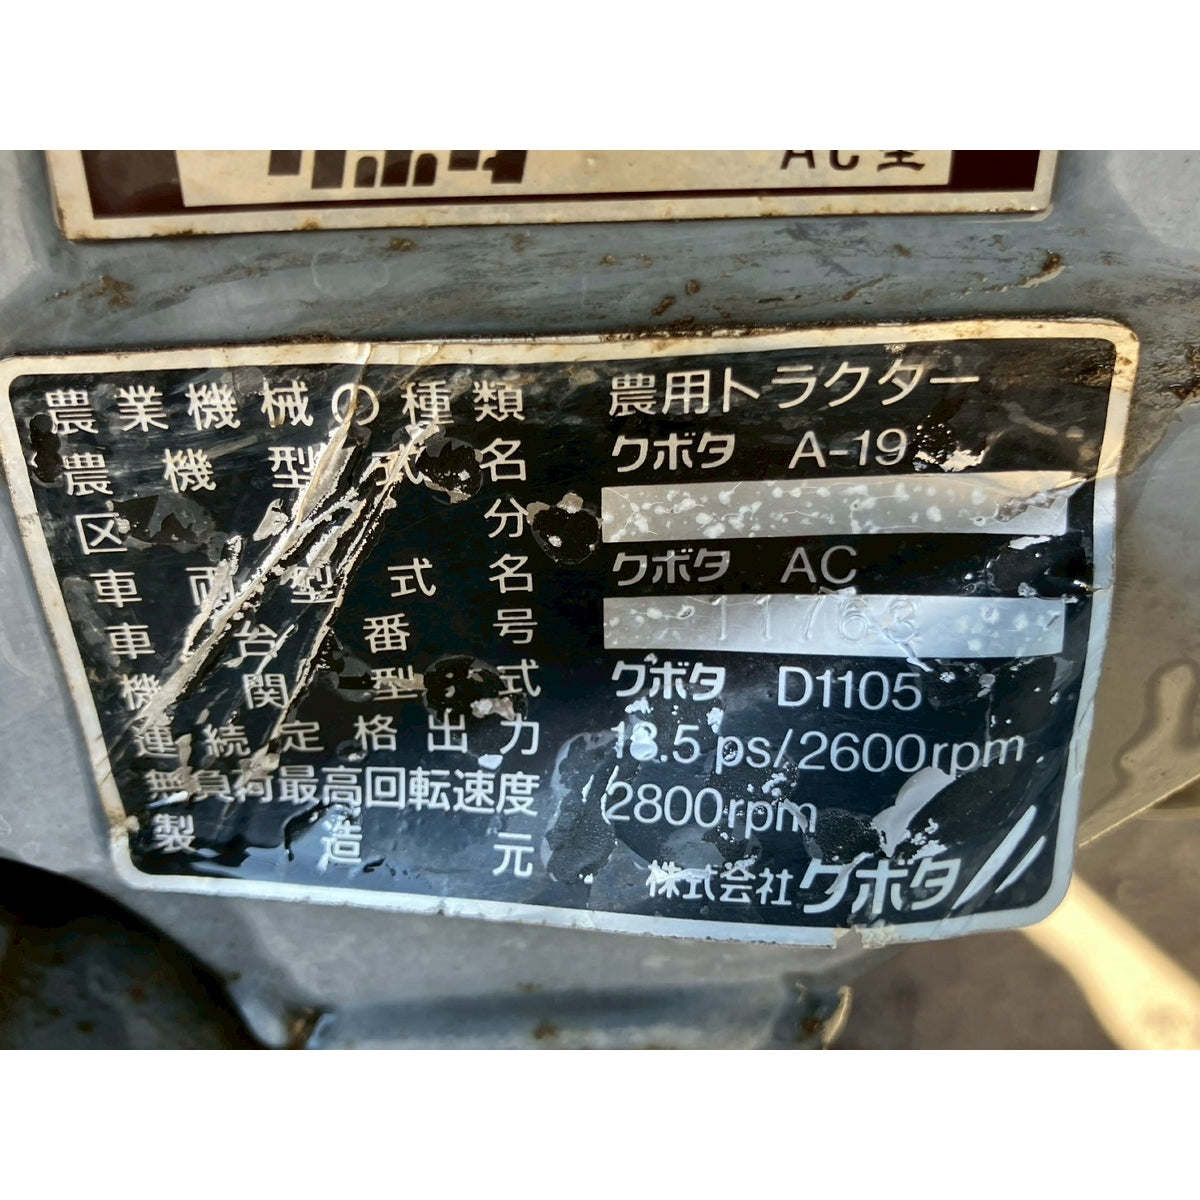 クボタ AC型
農業機械の種類 農用トラクター
農機型式名 クボタ A-19
区分
車両型式名 クボタ AC
車台番号 11763
機関型式 クボタ D1105
連続定格出力 18.5 ps/2600rpm
無負荷最高回転速度 2800rpm
製造元 株式会社クボタ